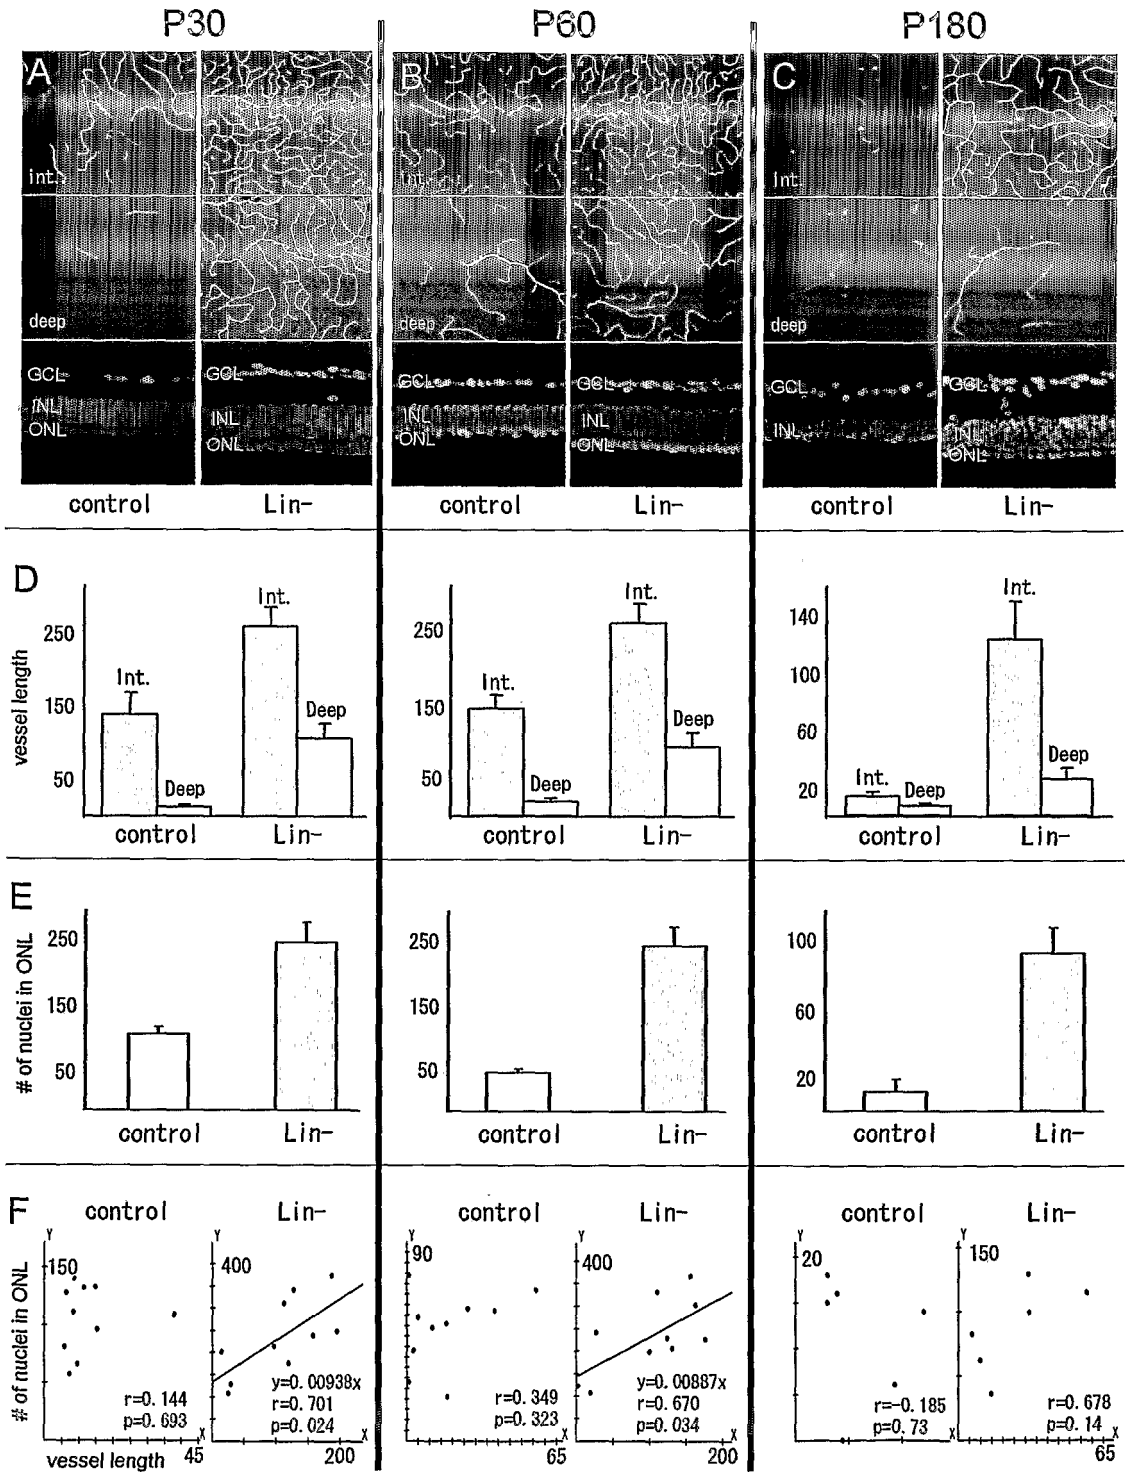 P30 P60 P180
A B C
int. int. int.
deep deep deep
GCL GCL GCL GCL GCL GCL
INL INL INL INL INL INL
ONL ONL ONL ONL ONL
control Lin- control Lin- control Lin-
D
vessel length
250
150
50
Int.
Deep
Int.
Deep
control Lin-
250
150
50
Int.
Deep
Int.
Deep
control Lin-
140
100
60
20
Int.
Deep
Int.
Deep
control Lin-
E
# of nuclei in ONL
250
150
50
control Lin-
250
150
50
control Lin-
100
60
20
control Lin-
F
# of nuclei in ONL
control Lin- control Lin- control Lin-
Y
150
r=0.144
p=0.693
X
45
vessel length
Y
400
y=0.00938x
r=0.701
p=0.024
X
200
Y
90
r=0.349
p=0.323
X
65
Y
400
y=0.00887x
r=0.670
p=0.034
X
200
Y
20
r=-0.185
p=0.73
X
Y
150
r=0.678
p=0.14
X
65